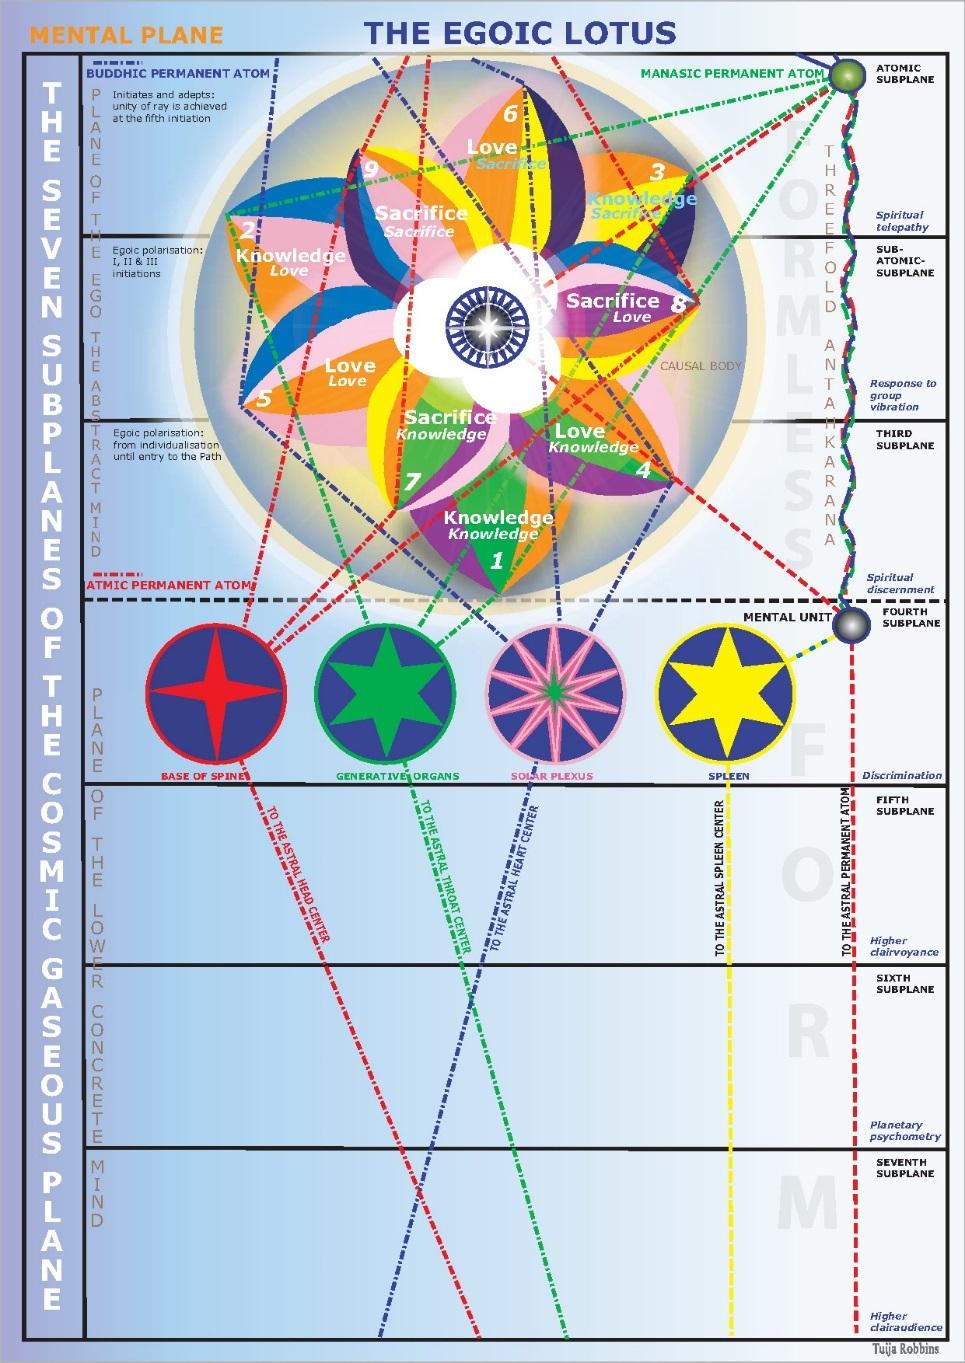 MENTAL PLANE
THE EGOIC LOTUS
THE SEVEN SUBPLANES OF THE COSMIC GASEOUS PLANE
PLANE OF THE EGO THE ABSTRACT MIND
PLANE OF THE LOWER CONCRETE MIND
BUDDHIC PERMANENT ATOM
Initiates and adepts:
unity of ray is achieved
at the fifth initiation
MANASIC PERMANENT ATOM
ATOMIC
SUBPLANE
FORMLESS
THREEFOLD ANTAHKARANA
Spiritual
telepathy
6
Love
Sacrifice
9
Sacrifice
Sacrifice
3
Knowledge
Sacrifice
2
Knowledge
Love
Egoic polarisation:
I, II & III
initiations
SUB-
ATOMIC-
SUBPLANE
Sacrifice
Love
8
CAUSAL BODY
Love
Love
5
Response to
group
vibration
Egoic polarisation:
from individualisation
until entry to the Path
THIRD
SUBPLANE
Sacrifice
Knowledge
7
Love
Knowledge
4
Knowledge
Knowledge
1
ATMIC PERMANENT ATOM
Spiritual
discernment
MENTAL UNIT
FOURTH
SUBPLANE
FORM
BASE OF SPINE
GENERATIVE ORGANS
SOLAR PLEXUS
SPLEEN
Discrimination
TO THE ASTRAL HEAD CENTER
TO THE ASTRAL THROAT CENTER
TO THE ASTRAL HEART CENTER
TO THE ASTRAL SPLEEN CENTER
TO THE ASTRAL PERMANENT ATOM
FIFTH
SUBPLANE
Higher
clairvoyance
SIXTH
SUBPLANE
Planetary
psychometry
SEVENTH
SUBPLANE
Higher
clairaudience
Tuija Robbins